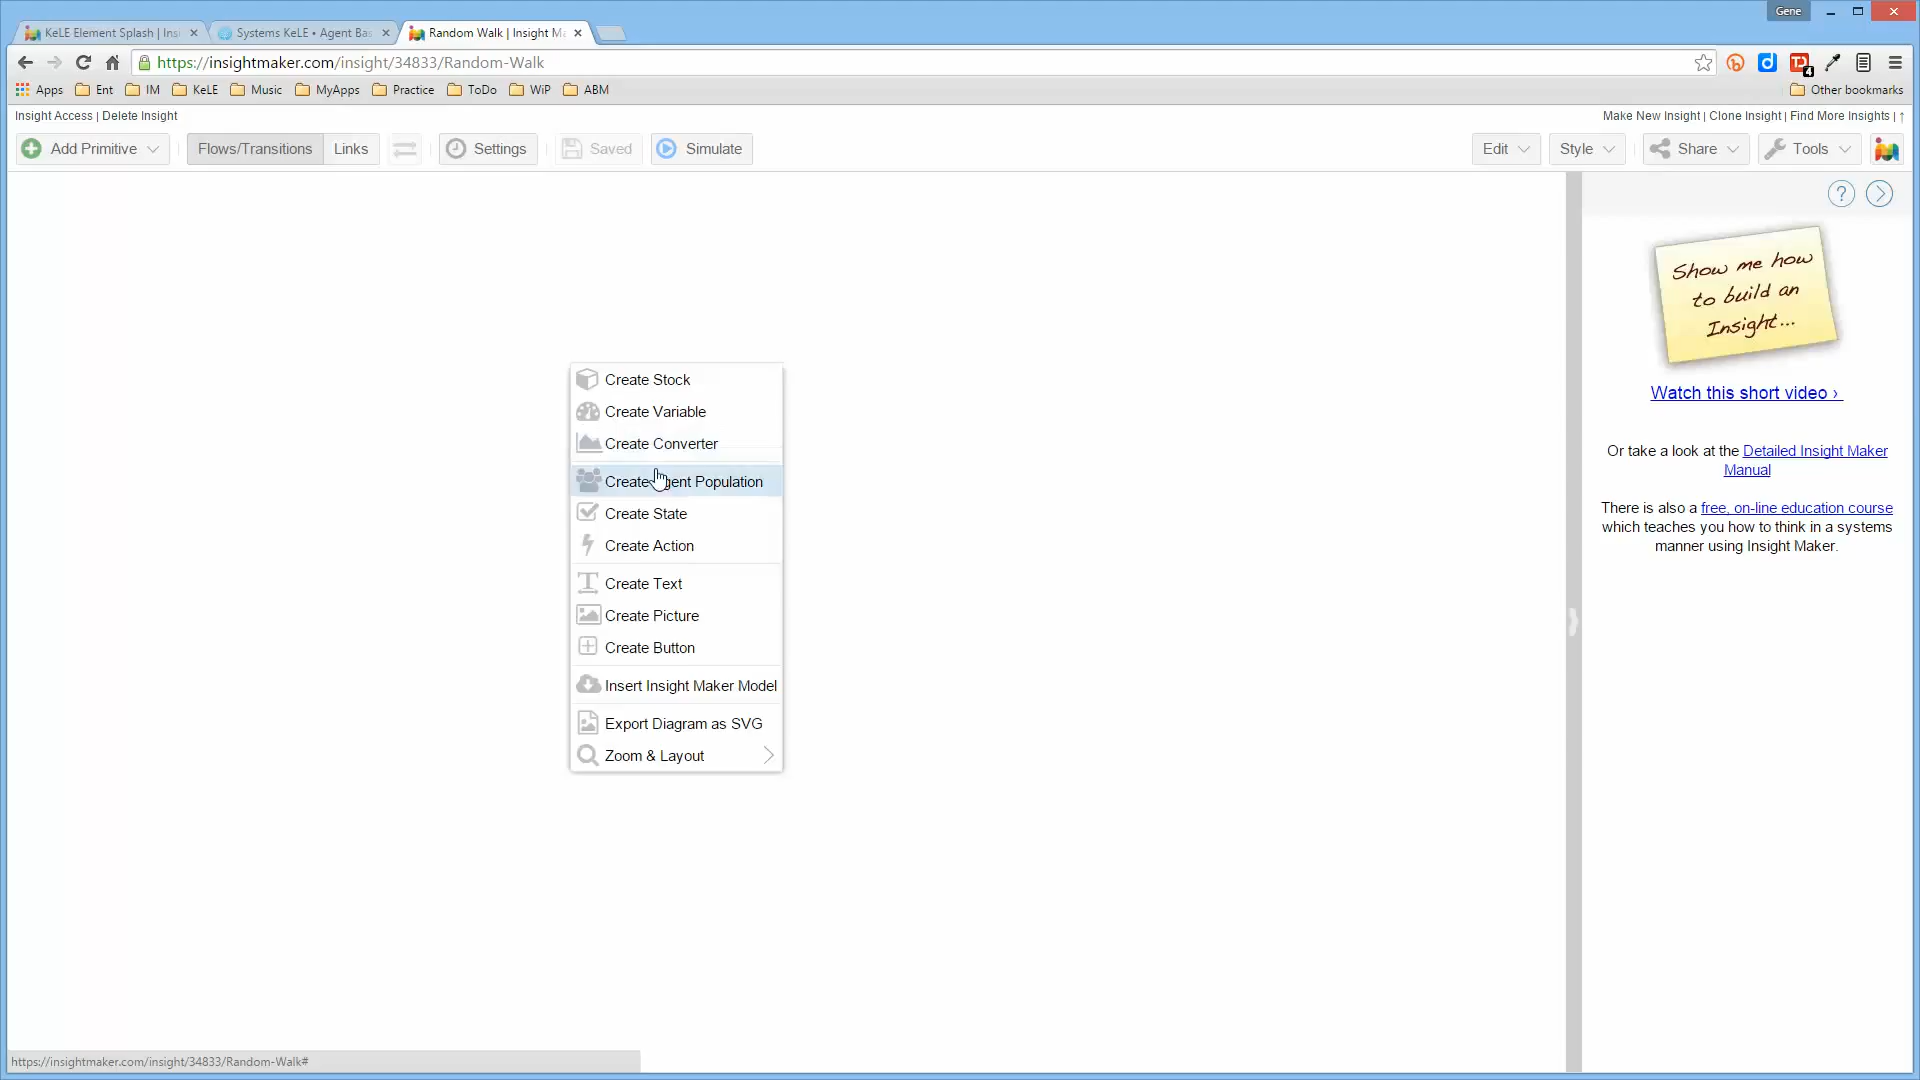 Gene
KeLE Element Splash | Insi
Systems KeLE • Agent Bas
Random Walk | Insight Ma
https://insightmaker.com/insight/34833/Random-Walk
Apps
Ent
IM
KeLE
Music
MyApps
Practice
ToDo
WiP
ABM
Other bookmarks
Insight Access | Delete Insight
Make New Insight | Clone Insight | Find More Insights | ↑
Add Primitive
Flows/Transitions
Links
Settings
Saved
Simulate
Edit
Style
Share
Tools
Show me how
to build an
Insight...
Watch this short video ›
Or take a look at the Detailed Insight Maker
Manual
There is also a free, on-line education course
which teaches you how to think in a systems
manner using Insight Maker.
Create Stock
Create Variable
Create Converter
Create Agent Population
Create State
Create Action
Create Text
Create Picture
Create Button
Insert Insight Maker Model
Export Diagram as SVG
Zoom & Layout
https://insightmaker.com/insight/34833/Random-Walk#